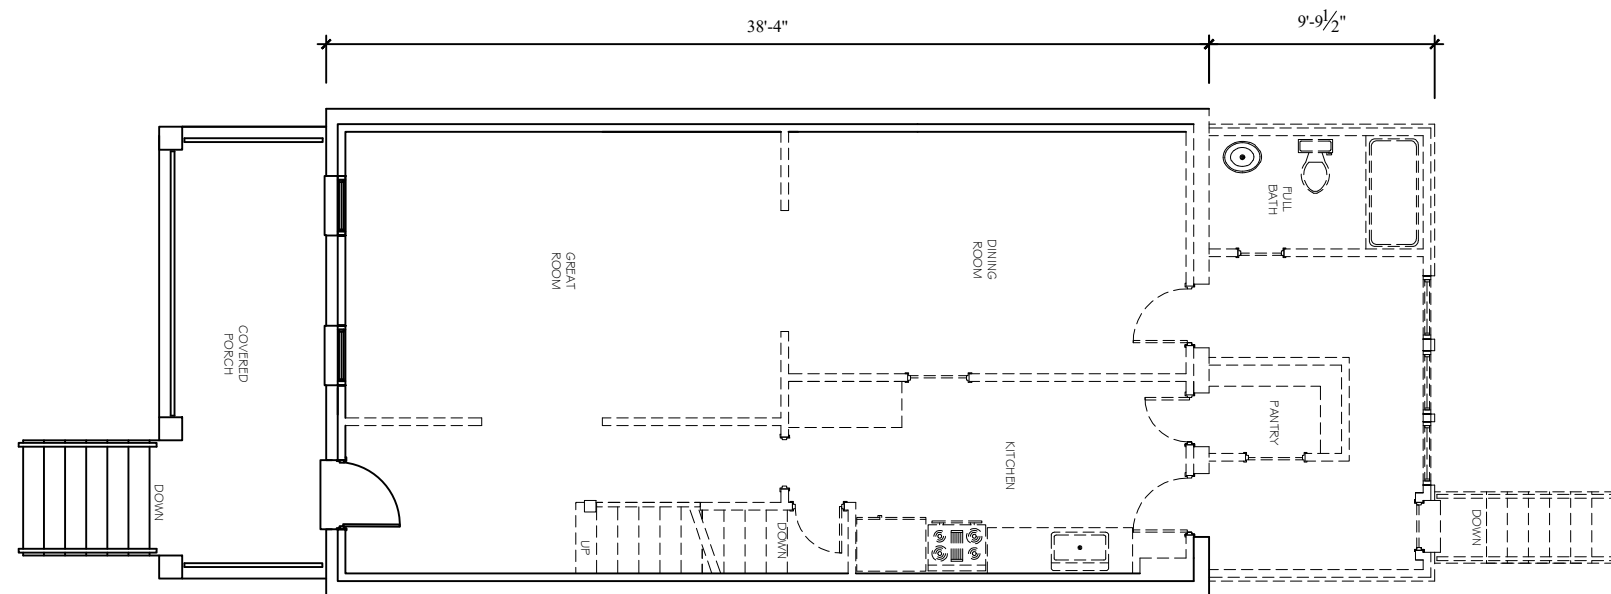 38'-4"
9'-9½"
FULL
BATH
DINING
ROOM
GREAT
ROOM
COVERED
PORCH
PANTRY
KITCHEN
DOWN
UP
DOWN
DOWN